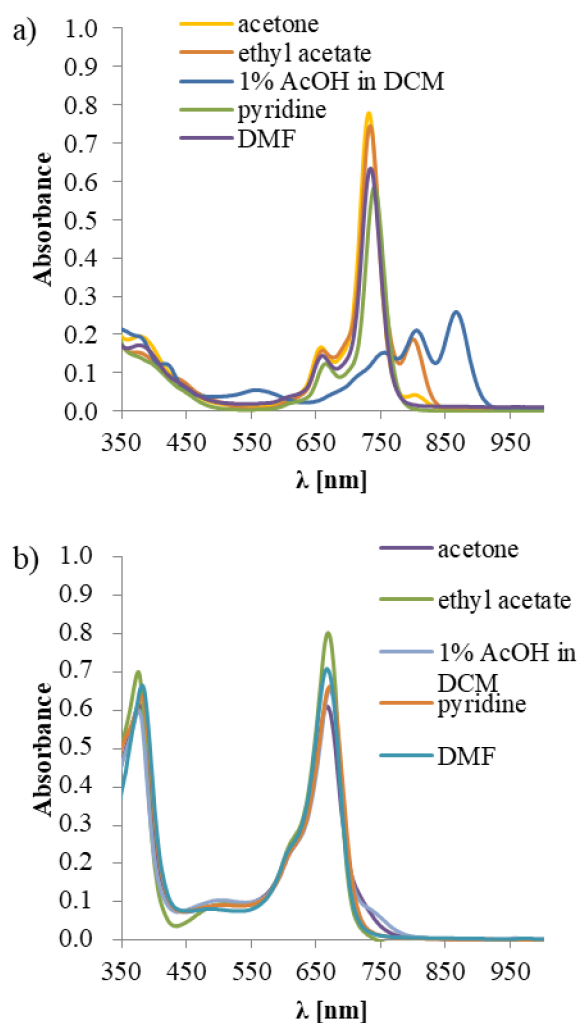 a)
acetone
ethyl acetate
1% AcOH in DCM
pyridine
DMF
Absorbance
1.0
0.9
0.8
0.7
0.6
0.5
0.4
0.3
0.2
0.1
0.0
350 450 550 650 750 850 950
λ [nm]
b)
acetone
ethyl acetate
1% AcOH in
DCM
pyridine
DMF
Absorbance
1.0
0.9
0.8
0.7
0.6
0.5
0.4
0.3
0.2
0.1
0.0
350 450 550 650 750 850 950
λ [nm]